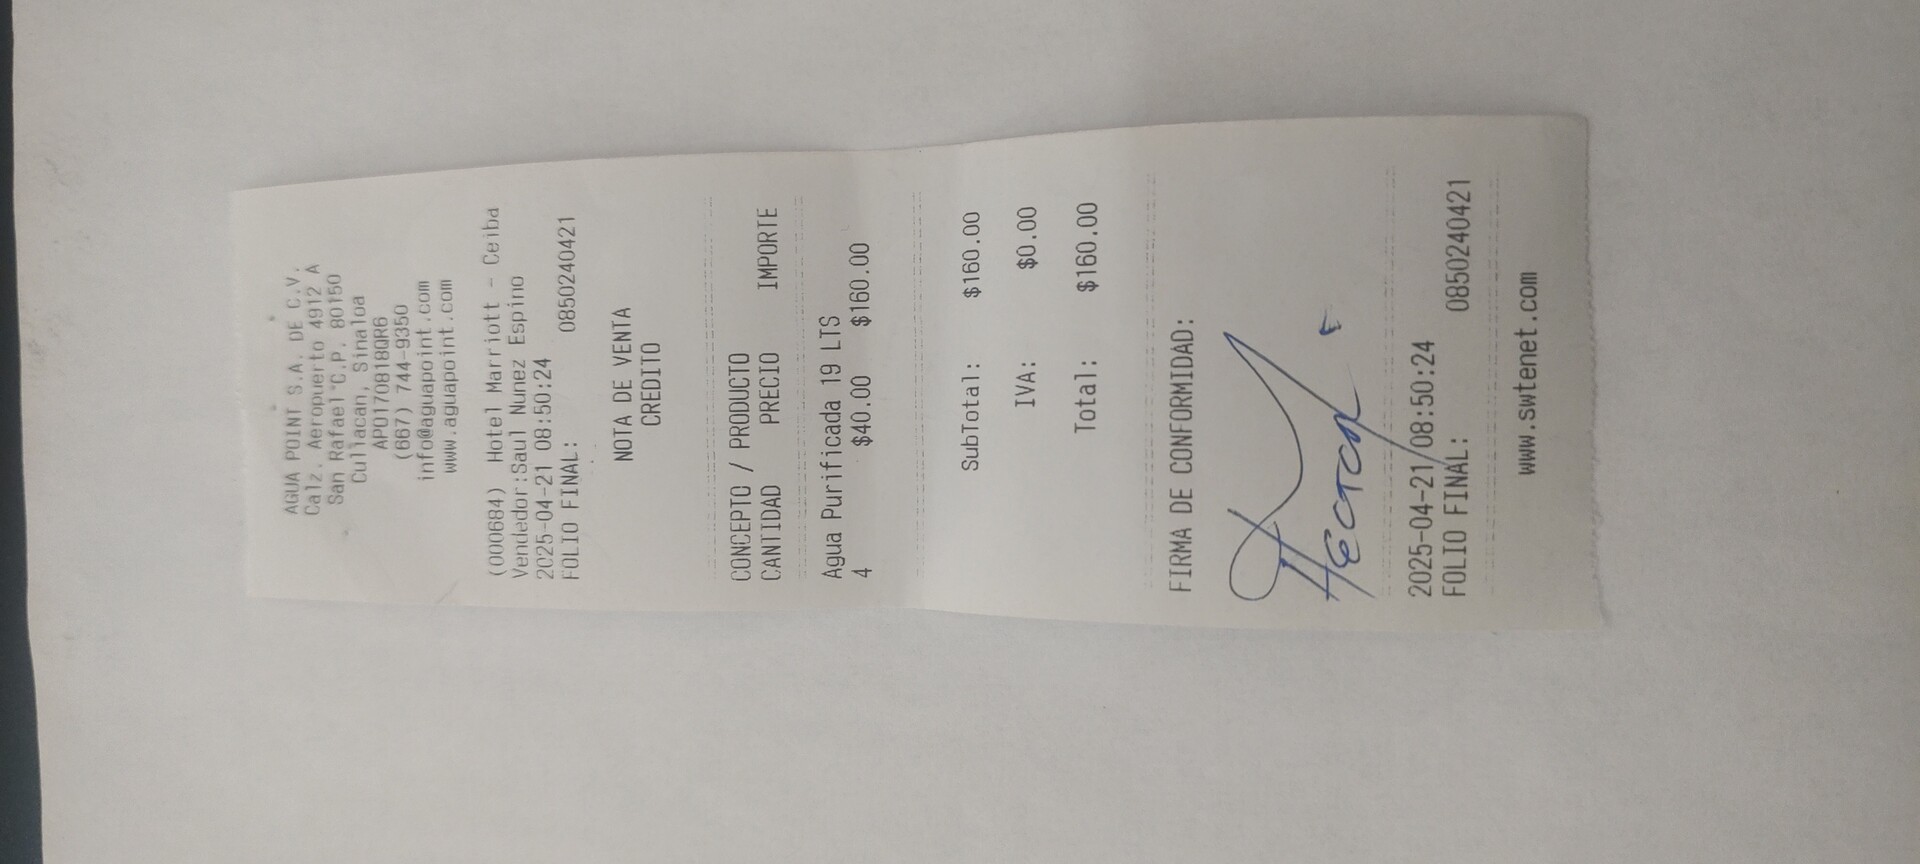 AGUA POINT S.A. DE C.V.
Calz. Aeropuerto 4912 A
San Rafael C.P. 80150
Culiacan, Sinaloa
APO170818QR6
(667) 744-9350
info@aguapoint.com
www.aguapoint.com
(000684) Hotel Marriott - Ceiba
Vendedor:Saul Nunez Espino
2025-04-21 08:50:24
FOLIO FINAL: 0850240421
NOTA DE VENTA
CREDITO
CONCEPTO / PRODUCTO
CANTIDAD PRECIO IMPORTE
Agua Purificada 19 LTS
4 $40.00 $160.00
SubTotal: $160.00
IVA: $0.00
Total: $160.00
FIRMA DE CONFORMIDAD:
Hector
2025-04-21 08:50:24
FOLIO FINAL: 0850240421
www.swtenet.com